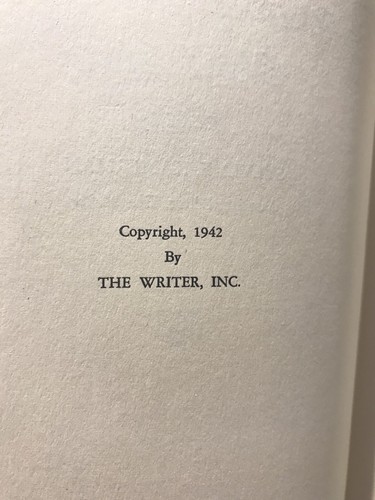 Copyright, 1942
By
THE WRITER, INC.